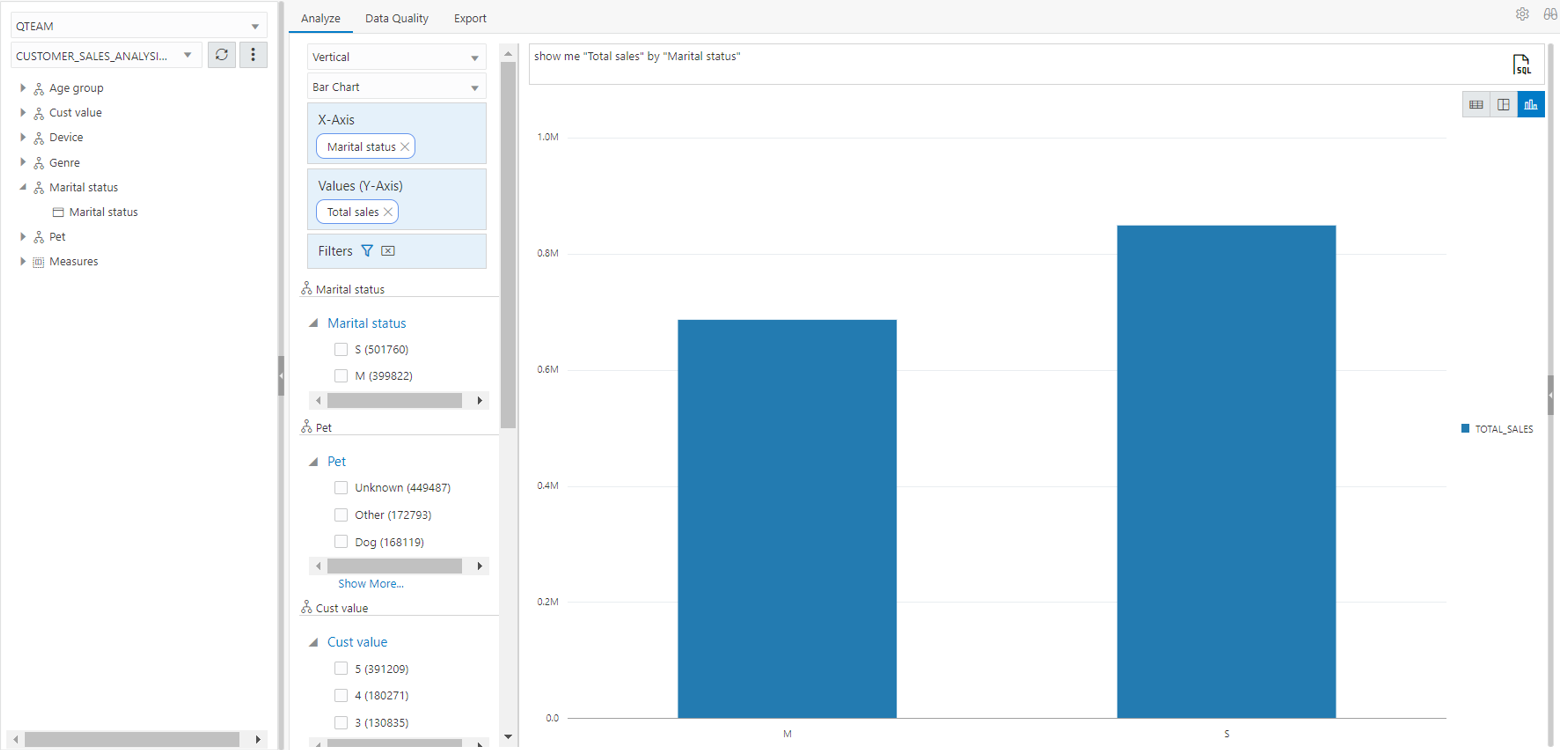 QTEAM
CUSTOMER_SALES_ANALYSI...
Age group
Cust value
Device
Genre
Marital status
Marital status
Pet
Measures
Analyze Data Quality Export
Vertical
Bar Chart
X-Axis
Marital status
Values (Y-Axis)
Total sales
Filters
Marital status
Marital status
S (501760)
M (399822)
Pet
Pet
Unknown (449487)
Other (172793)
Dog (168119)
Show More...
Cust value
Cust value
5 (391209)
4 (180271)
3 (130835)
show me "Total sales" by "Marital status"
SQL
1.0M
0.8M
0.6M
0.4M
0.2M
0.0
M S
TOTAL_SALES